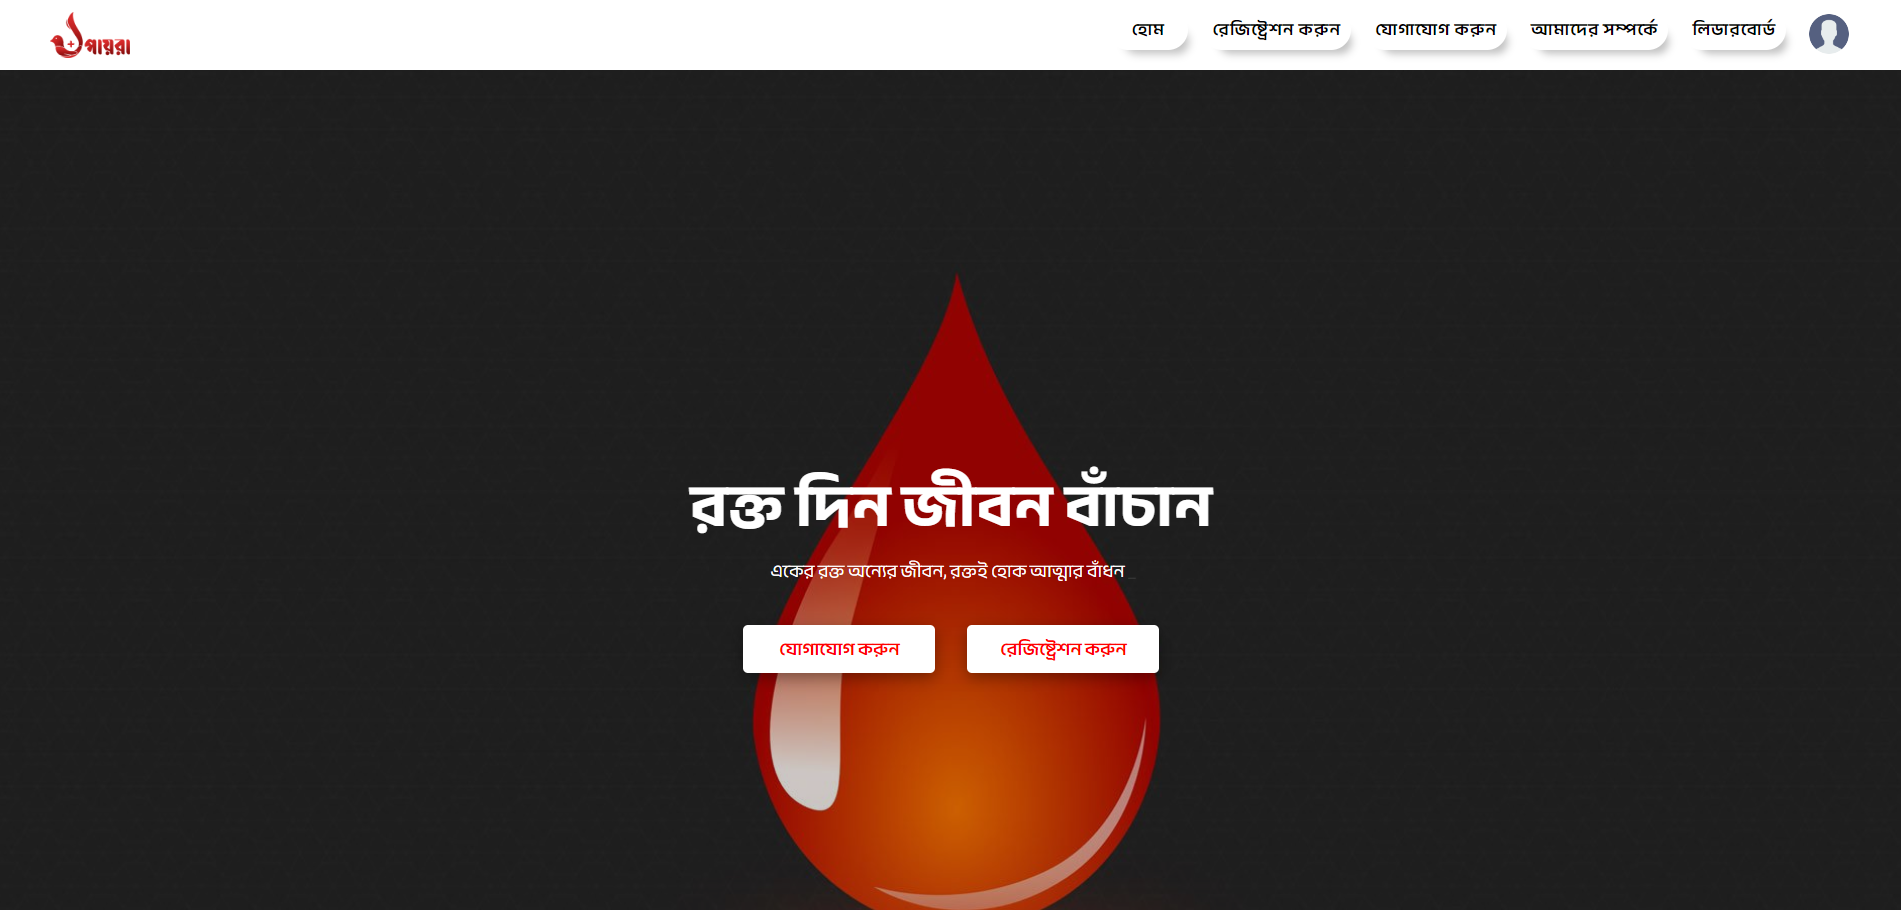 পায়রা
হোম
রেজিষ্ট্রেশন করুন
যোগাযোগ করুন
আমাদের সম্পর্কে
লিডারবোর্ড
রক্ত দিন জীবন বাঁচান
একের রক্ত অন্যের জীবন, রক্তই হোক আত্মার বাঁধন _
যোগাযোগ করুন
রেজিষ্ট্রেশন করুন